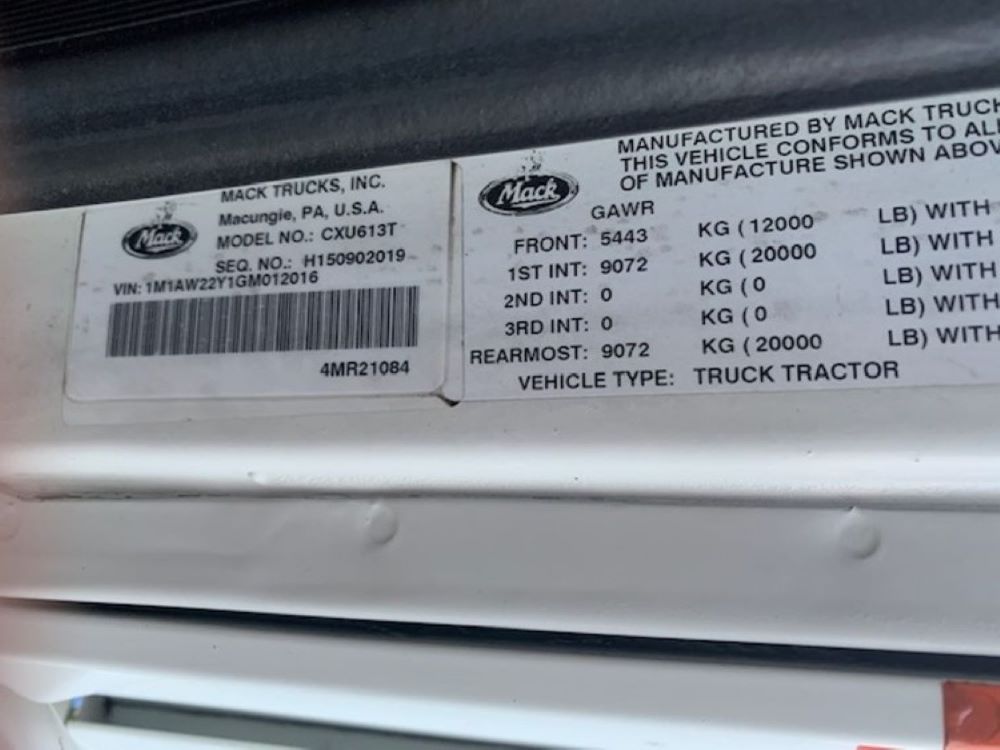 MACK TRUCKS, INC.
Macungie, PA, U.S.A.
Mack
MODEL NO.: CXU613T
SEQ. NO.: H150902019
VIN: 1M1AW22Y1GM012016
4MR21084
Mack
MANUFACTURED BY MACK TRUCK
THIS VEHICLE CONFORMS TO ALL
OF MANUFACTURE SHOWN ABOV
GAWR
FRONT: 5443 KG ( 12000 LB) WITH
1ST INT: 9072 KG ( 20000 LB) WITH
2ND INT: 0 KG ( 0 LB) WITH
3RD INT: 0 KG ( 0 LB) WITH
REARMOST: 9072 KG ( 20000 LB) WITH
VEHICLE TYPE: TRUCK TRACTOR